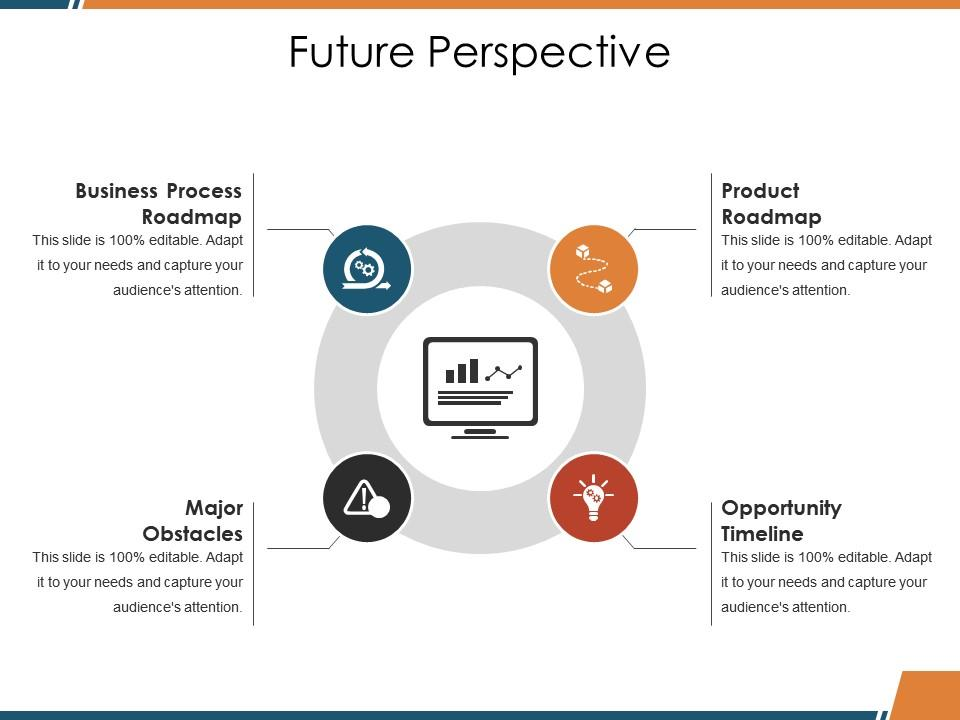 Future Perspective
Business Process
Roadmap
This slide is 100% editable. Adapt
it to your needs and capture your
audience's attention.
Product
Roadmap
This slide is 100% editable. Adapt
it to your needs and capture your
audience's attention.
Major
Obstacles
This slide is 100% editable. Adapt
it to your needs and capture your
audience's attention.
Opportunity
Timeline
This slide is 100% editable. Adapt
it to your needs and capture your
audience's attention.